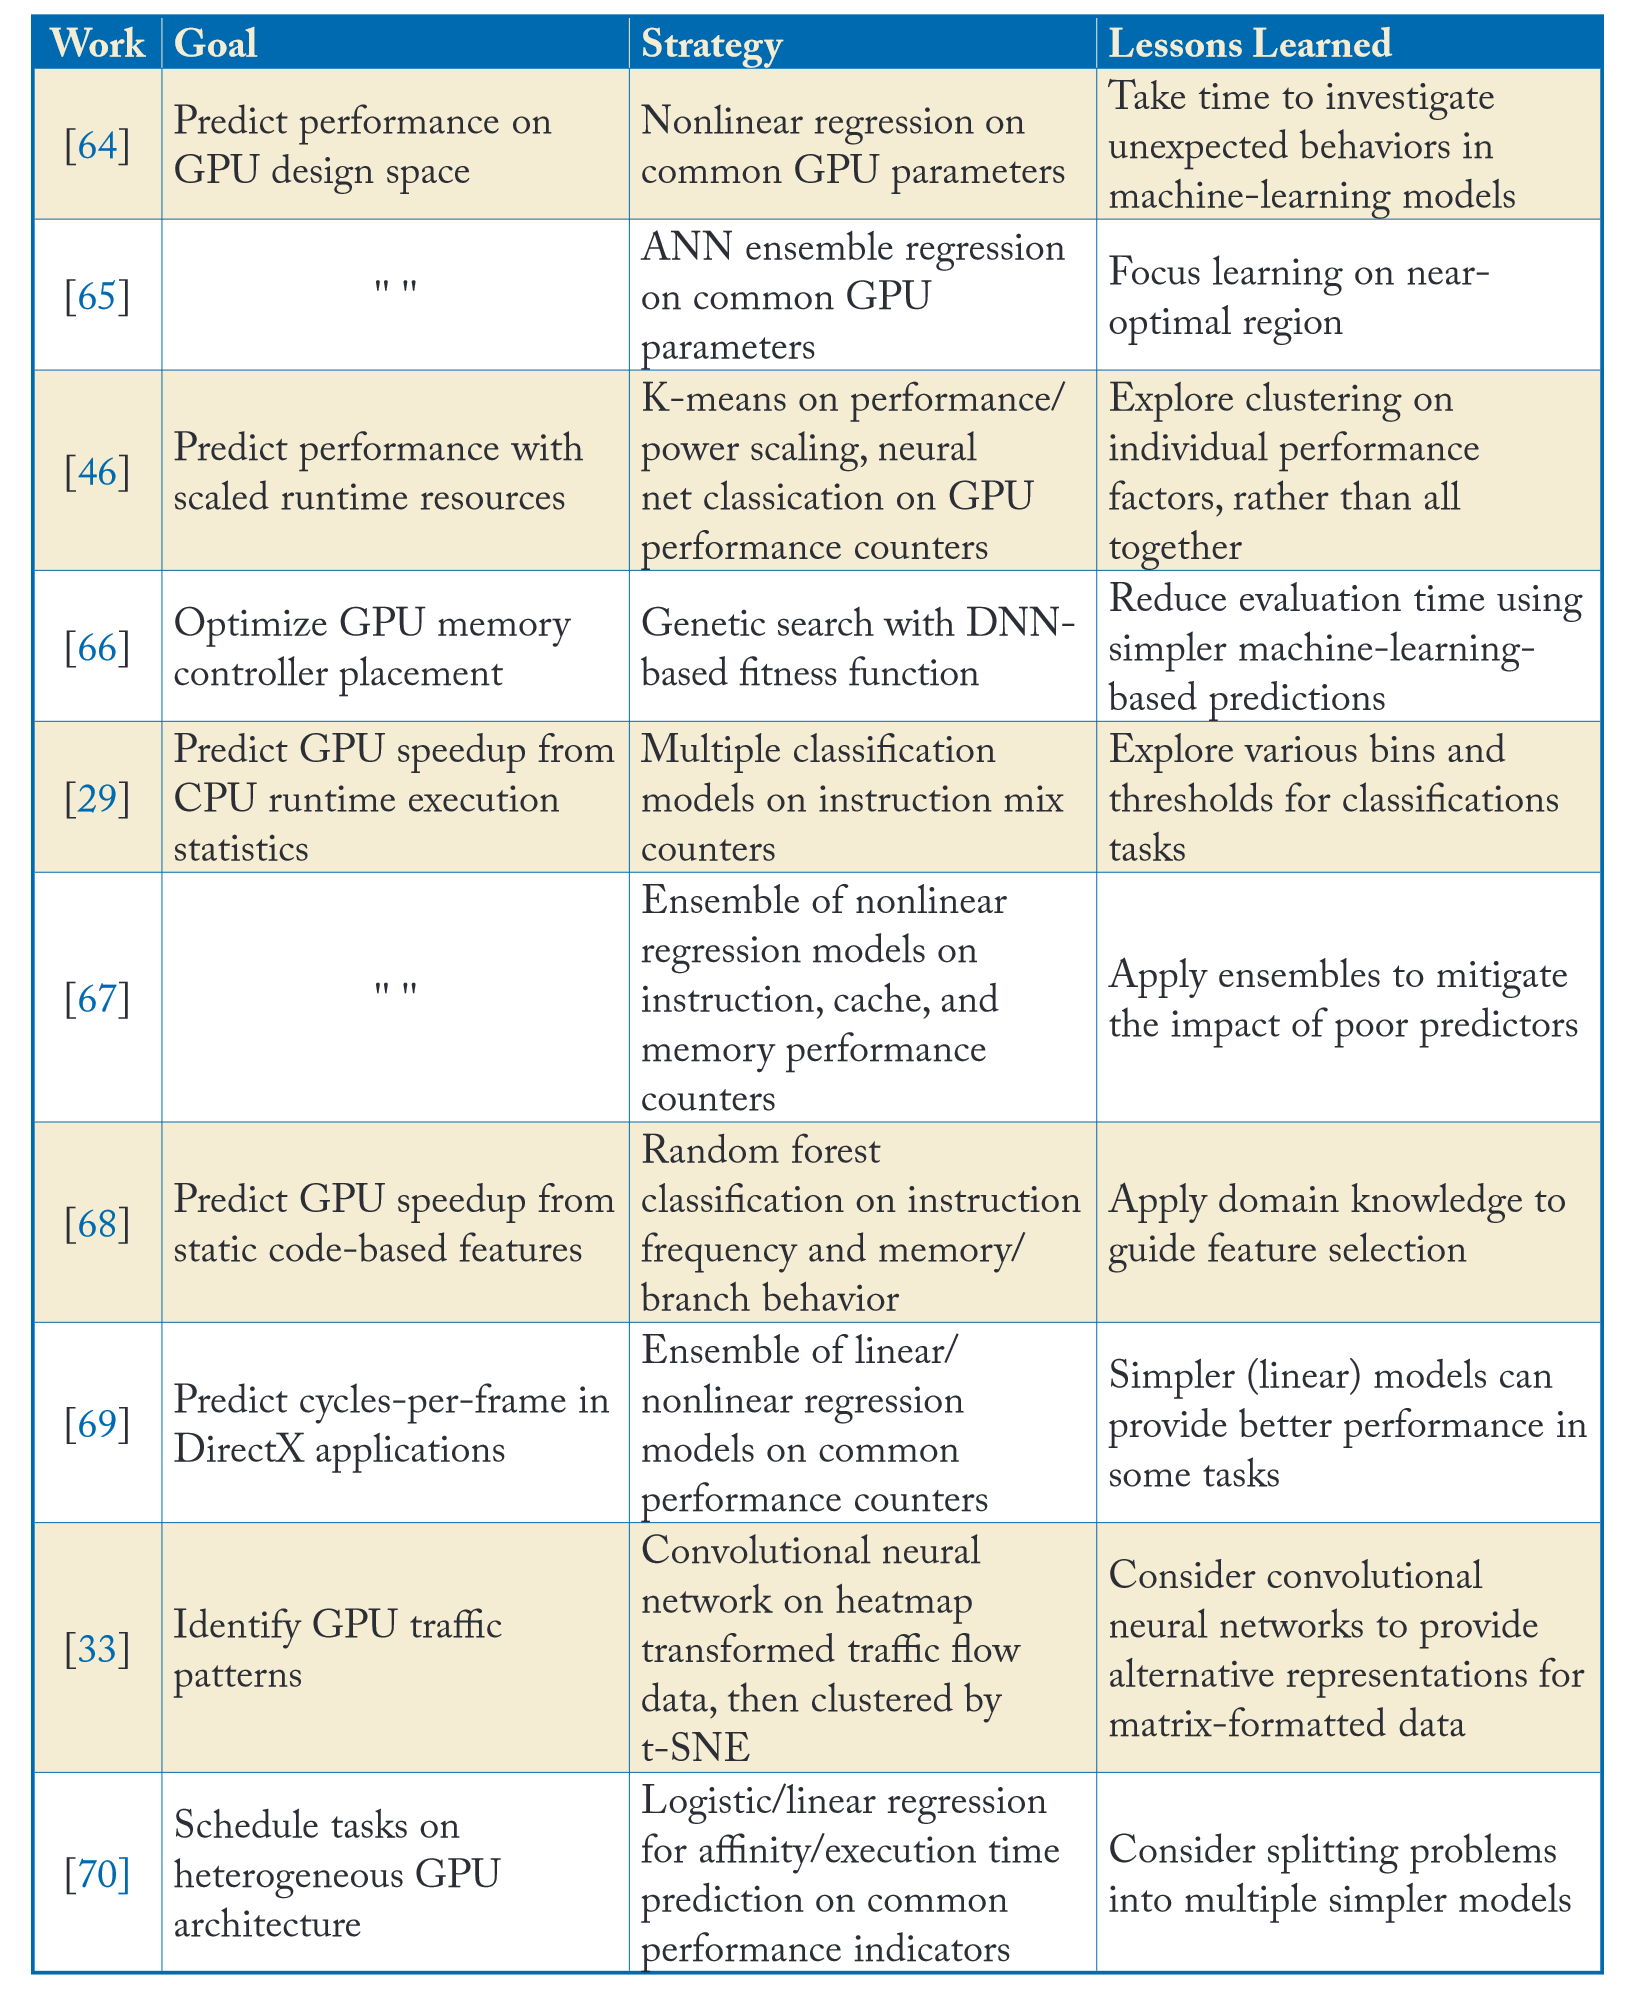 Work Goal Strategy Lessons Learned
[64]
Predict performance on
GPU design space
Nonlinear regression on
common GPU parameters
Take time to investigate
unexpected behaviors in
machine-learning models
[65]
" "
ANN ensemble regression
on common GPU
parameters
Focus learning on near-
optimal region
[46]
Predict performance with
scaled runtime resources
K-means on performance/
power scaling, neural
net classication on GPU
performance counters
Explore clustering on
individual performance
factors, rather than all
together
[66]
Optimize GPU memory
controller placement
Genetic search with DNN-
based fitness function
Reduce evaluation time using
simpler machine-learning-
based predictions
[29]
Predict GPU speedup from
CPU runtime execution
statistics
Multiple classification
models on instruction mix
counters
Explore various bins and
thresholds for classifications
tasks
[67]
" "
Ensemble of nonlinear
regression models on
instruction, cache, and
memory performance
counters
Apply ensembles to mitigate
the impact of poor predictors
[68]
Predict GPU speedup from
static code-based features
Random forest
classification on instruction
frequency and memory/
branch behavior
Apply domain knowledge to
guide feature selection
[69]
Predict cycles-per-frame in
DirectX applications
Ensemble of linear/
nonlinear regression
models on common
performance counters
Simpler (linear) models can
provide better performance in
some tasks
[33]
Identify GPU traffic
patterns
Convolutional neural
network on heatmap
transformed traffic flow
data, then clustered by
t-SNE
Consider convolutional
neural networks to provide
alternative representations for
matrix-formatted data
[70]
Schedule tasks on
heterogeneous GPU
architecture
Logistic/linear regression
for affinity/execution time
prediction on common
performance indicators
Consider splitting problems
into multiple simpler models